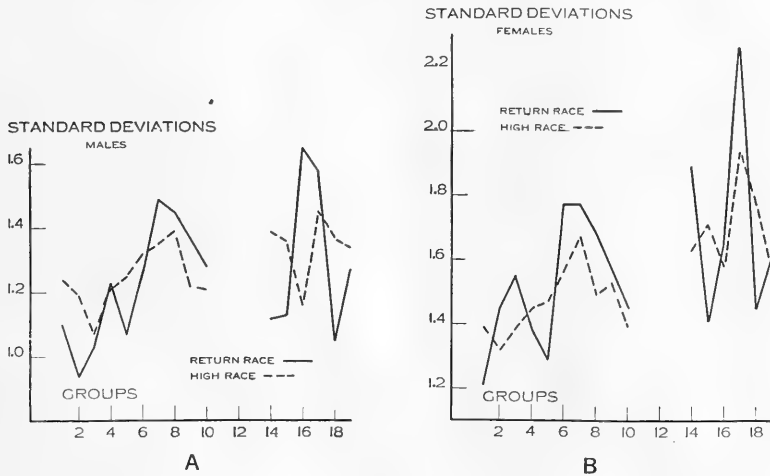 STANDARD DEVIATIONS
MALES
1.6
1.4
1.2
1.0
RETURN RACE
HIGH RACE
GROUPS
2 4 6 8 10 12 14 16 18
A
STANDARD DEVIATIONS
FEMALES
2.2
2.0
1.8
1.6
1.4
1.2
RETURN RACE
HIGH RACE
GROUPS
2 4 6 8 10 12 14 16 18
B